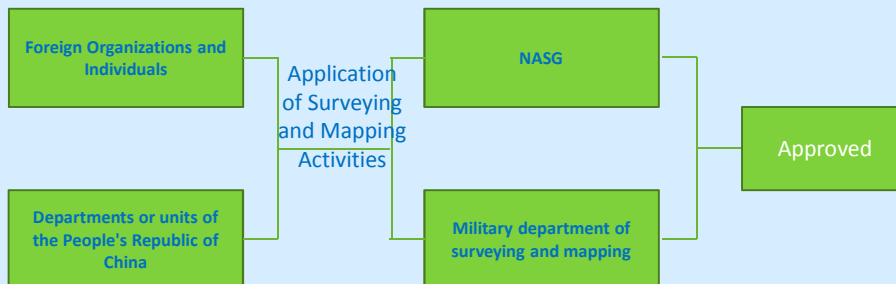 Foreign Organizations and
Individuals
Application
of Surveying
and Mapping
Activities
NASG
Approved
Departments or units of
the People's Republic of
China
Military department of
surveying and mapping